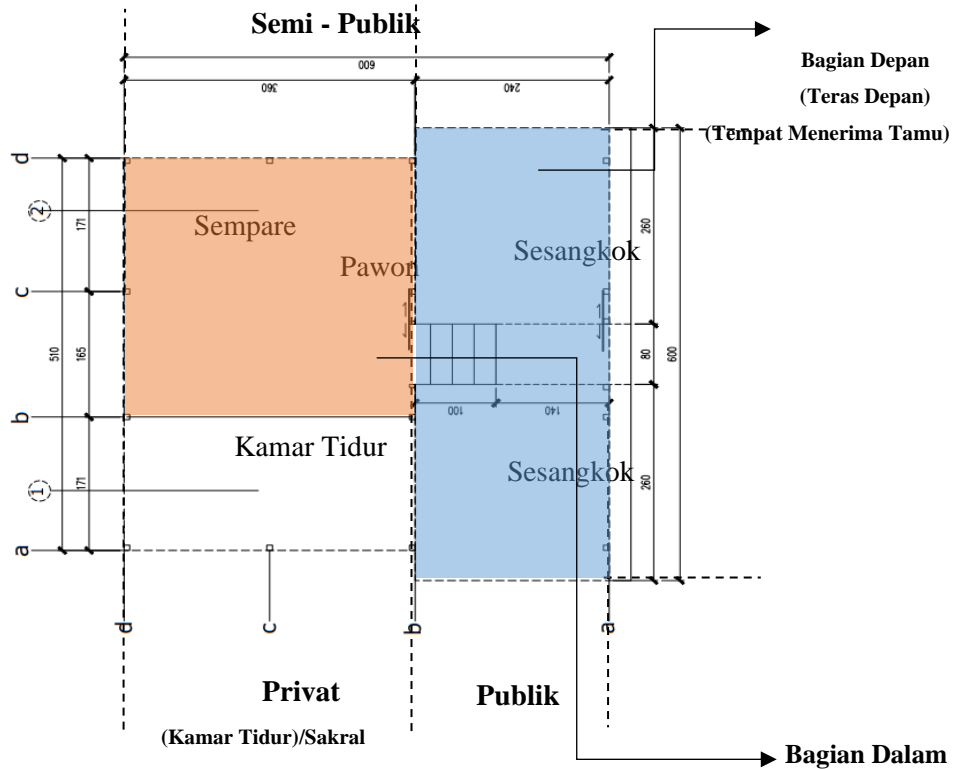 Semi - Publik
600
360
240
Bagian Depan
(Teras Depan)
(Tempat Menerima Tamu)
d
2
171
Sempare
260
Sesangkok
Pawon
c
510
165
80
600
b
100
140
Kamar Tidur
Sesangkok
260
171
1
a
d
c
b
a
Privat
Publik
(Kamar Tidur)/Sakral
Bagian Dalam